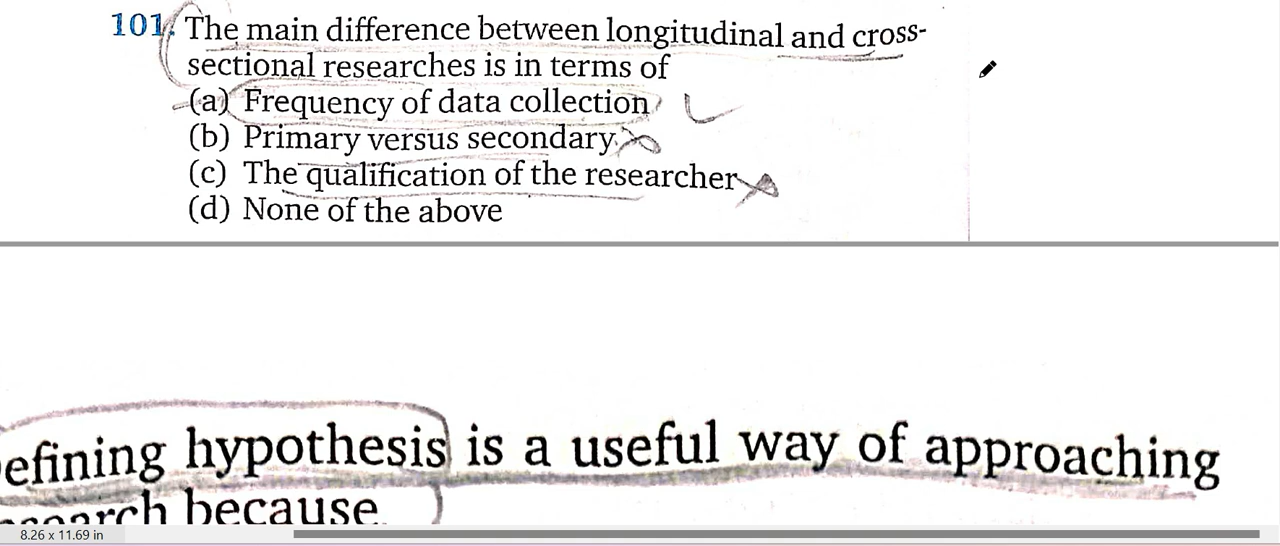 101. The main difference between longitudinal and cross-
sectional researches is in terms of
(a) Frequency of data collection
(b) Primary versus secondary
(c) The qualification of the researcher
(d) None of the above
efining hypothesis is a useful way of approaching
because
8.26 x 11.69 in